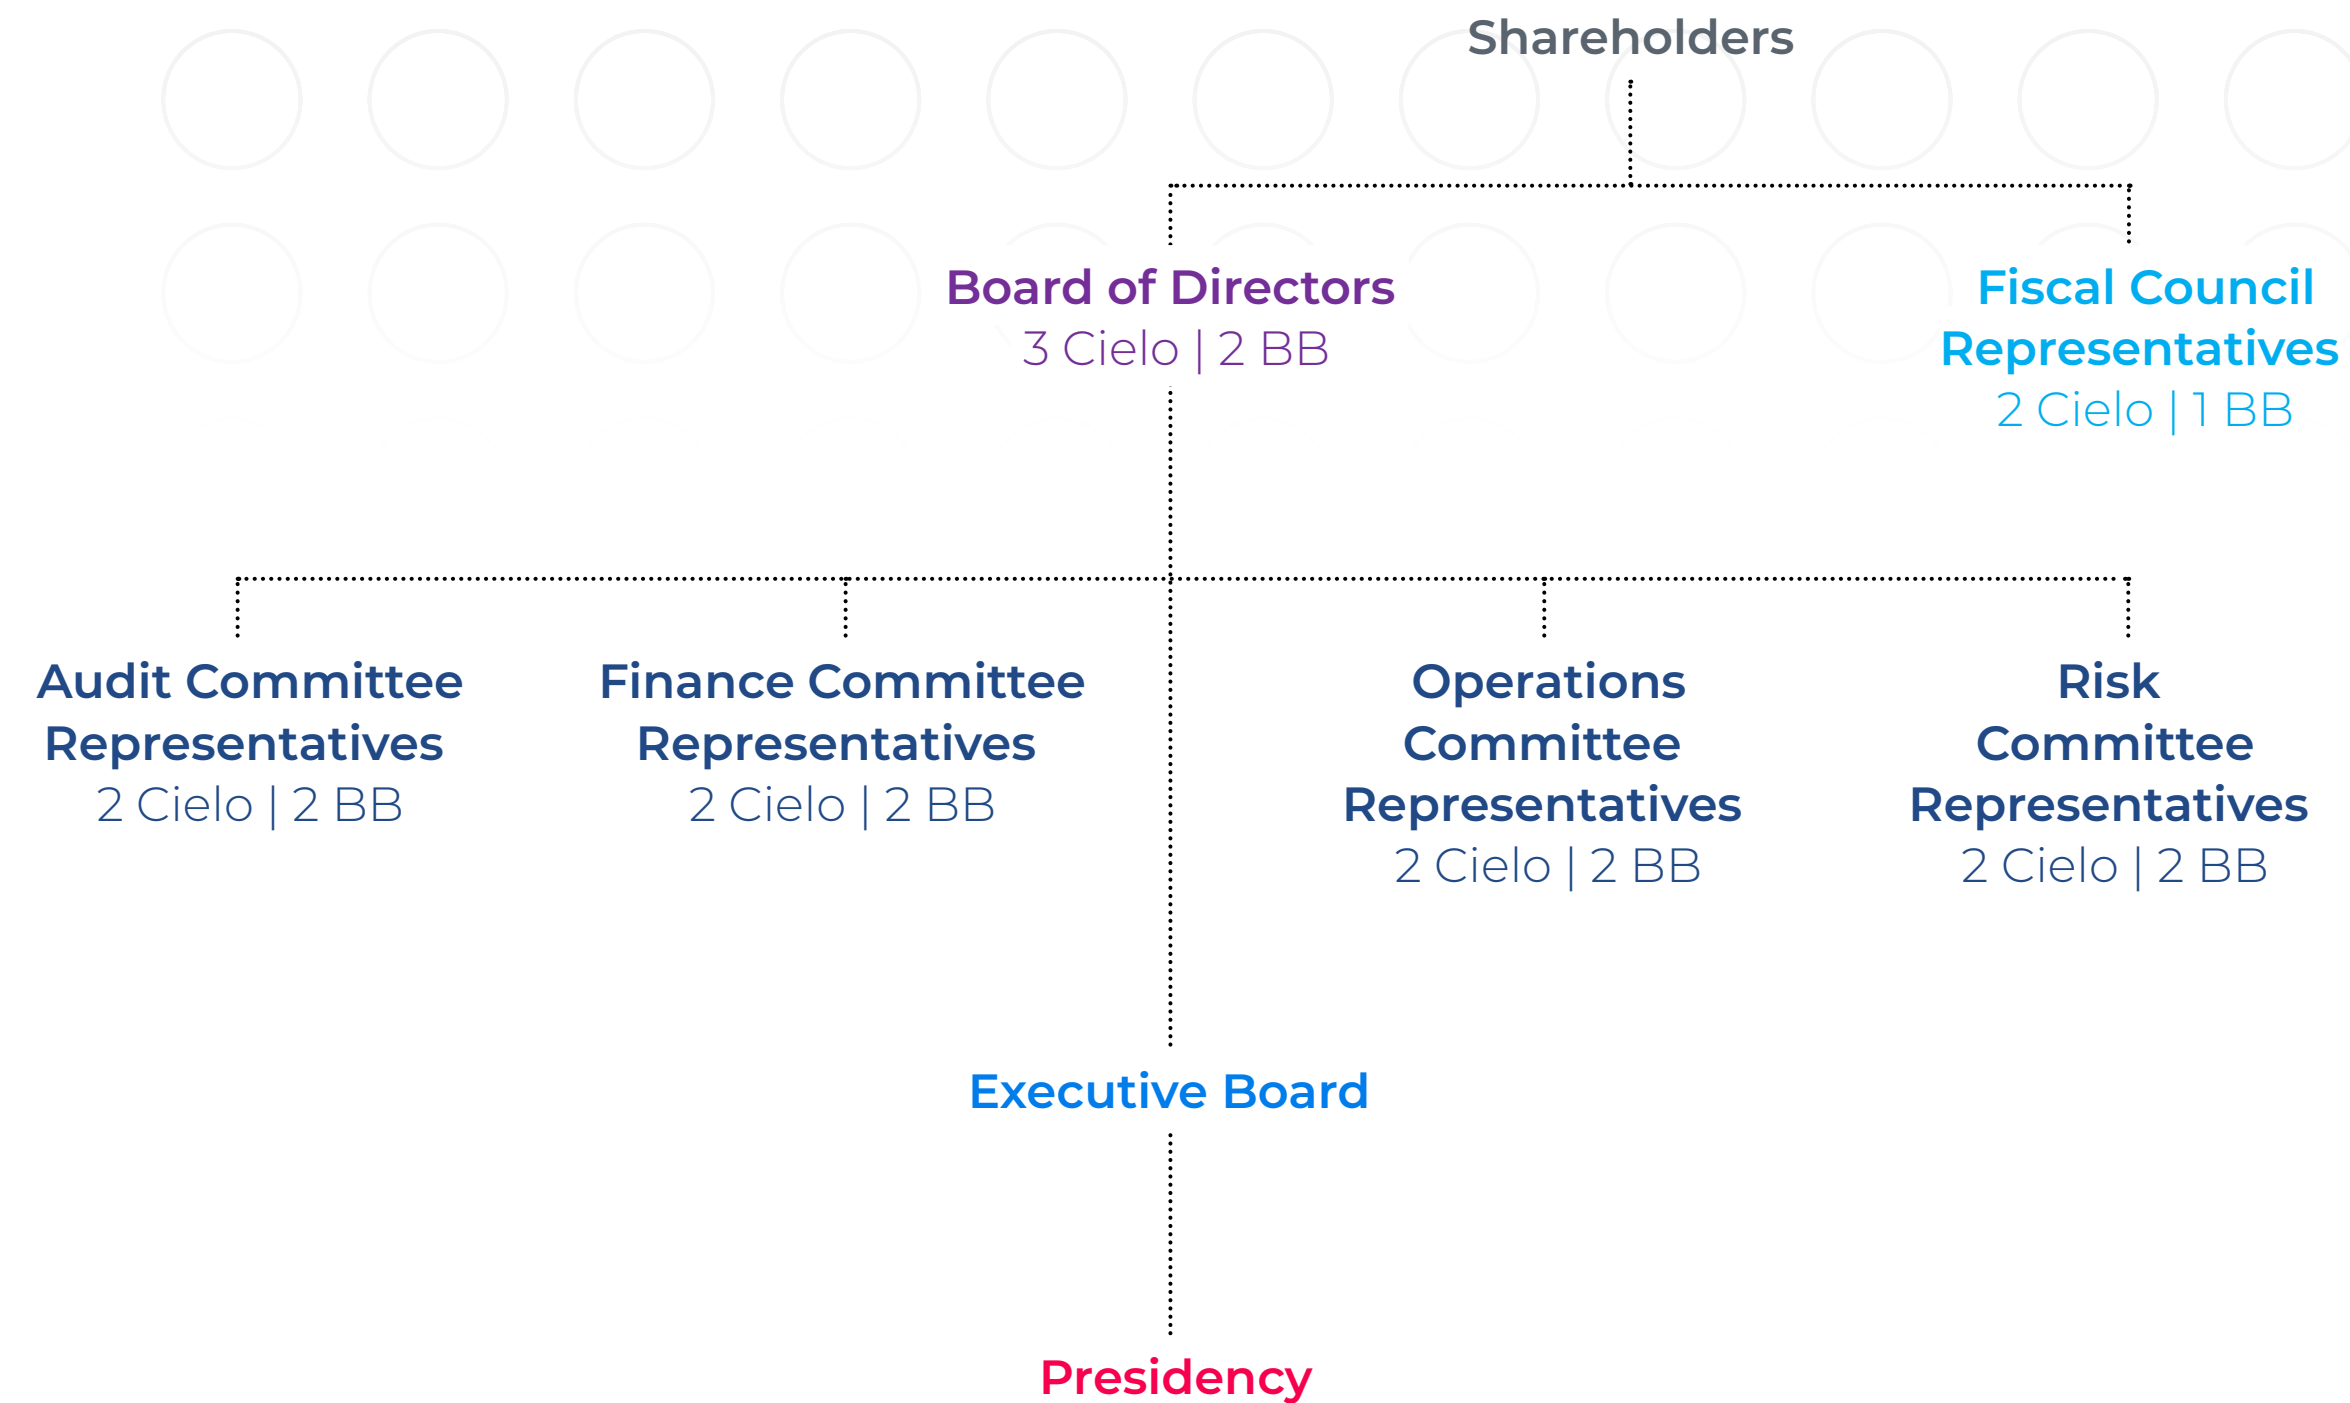 Shareholders
Board of Directors
3 Cielo | 2 BB
Fiscal Council
Representatives
2 Cielo | 1 BB
Audit Committee
Representatives
2 Cielo | 2 BB
Finance Committee
Representatives
2 Cielo | 2 BB
Operations
Committee
Representatives
2 Cielo | 2 BB
Risk
Committee
Representatives
2 Cielo | 2 BB
Executive Board
Presidency